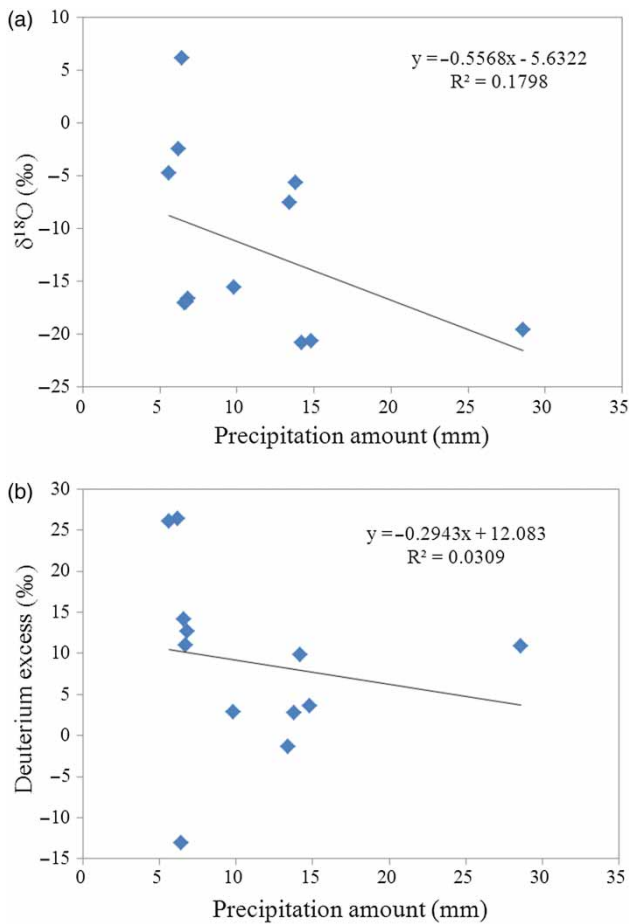 (a)
10
5
0
−5
−10
−15
−20
−25
δ¹⁸O (‰)
y = −0.5568x - 5.6322
R² = 0.1798
0 5 10 15 20 25 30 35
Precipitation amount (mm)
(b)
30
25
20
15
10
5
0
−5
−10
−15
Deuterium excess (‰)
y = −0.2943x + 12.083
R² = 0.0309
0 5 10 15 20 25 30 35
Precipitation amount (mm)